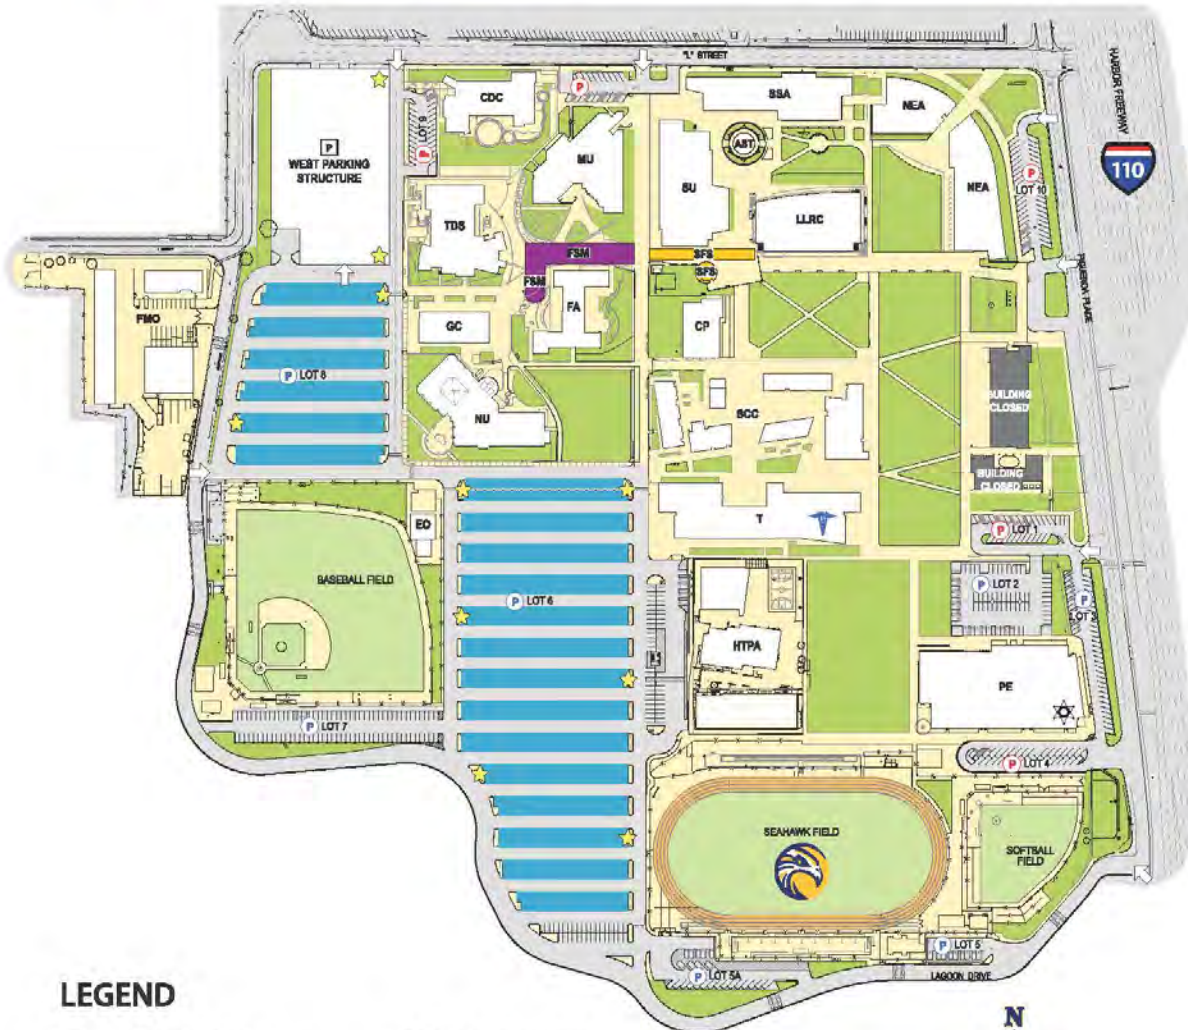 "L" STREET
HARBOR FREEWAY
110
CDC
P
SSA
NEA
LOT 9
P
AST
MU
P
WEST PARKING
STRUCTURE
SU
NEA
P
LOT 10
TDS
LLRC
FSM
SFS
SFS
FSM
FIGUEROA PLACE
FMO
FA
GC
CP
P LOT 8
BUILDING
CLOSED
SCC
NU
BUILDING
CLOSED
EO
T
P LOT 1
BASEBALL FIELD
P LOT 2
P
P LOT 6
HTPA
PE
P LOT 7
P LOT 4
SEAHAWK FIELD
SOFTBALL
FIELD
P LOT 5
P LOT 5A
LAGOON DRIVE
LEGEND
N